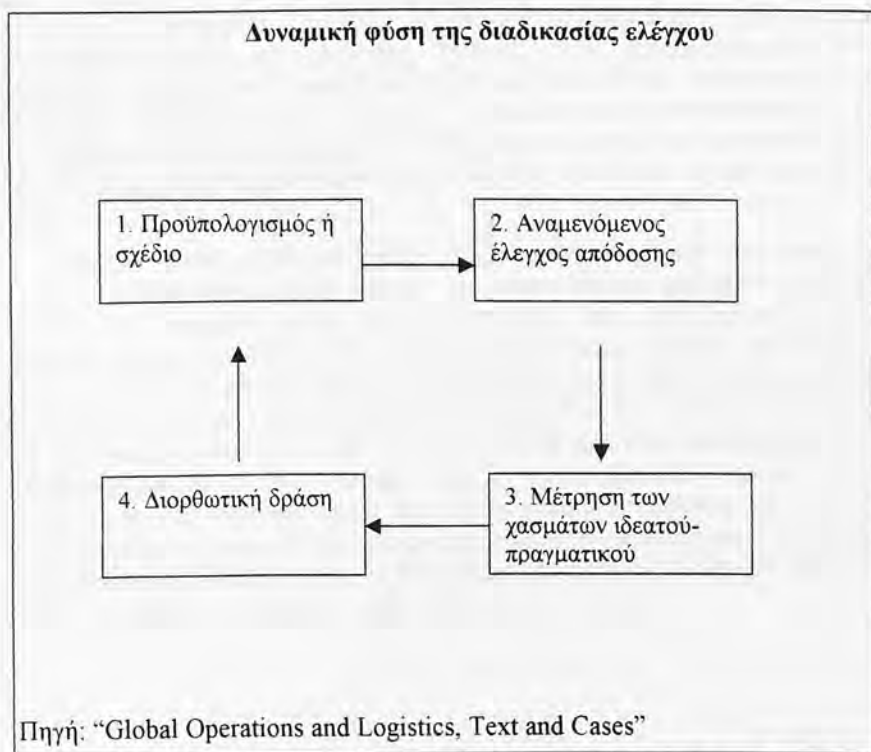 Δυναμική φύση της διαδικασίας ελέγχου
1. Προϋπολογισμός ή
σχέδιο
2. Αναμενόμενος
έλεγχος απόδοσης
4. Διορθωτική δράση
3. Μέτρηση των
χασμάτων ιδεατού-
πραγματικού
Πηγή: “Global Operations and Logistics, Text and Cases”